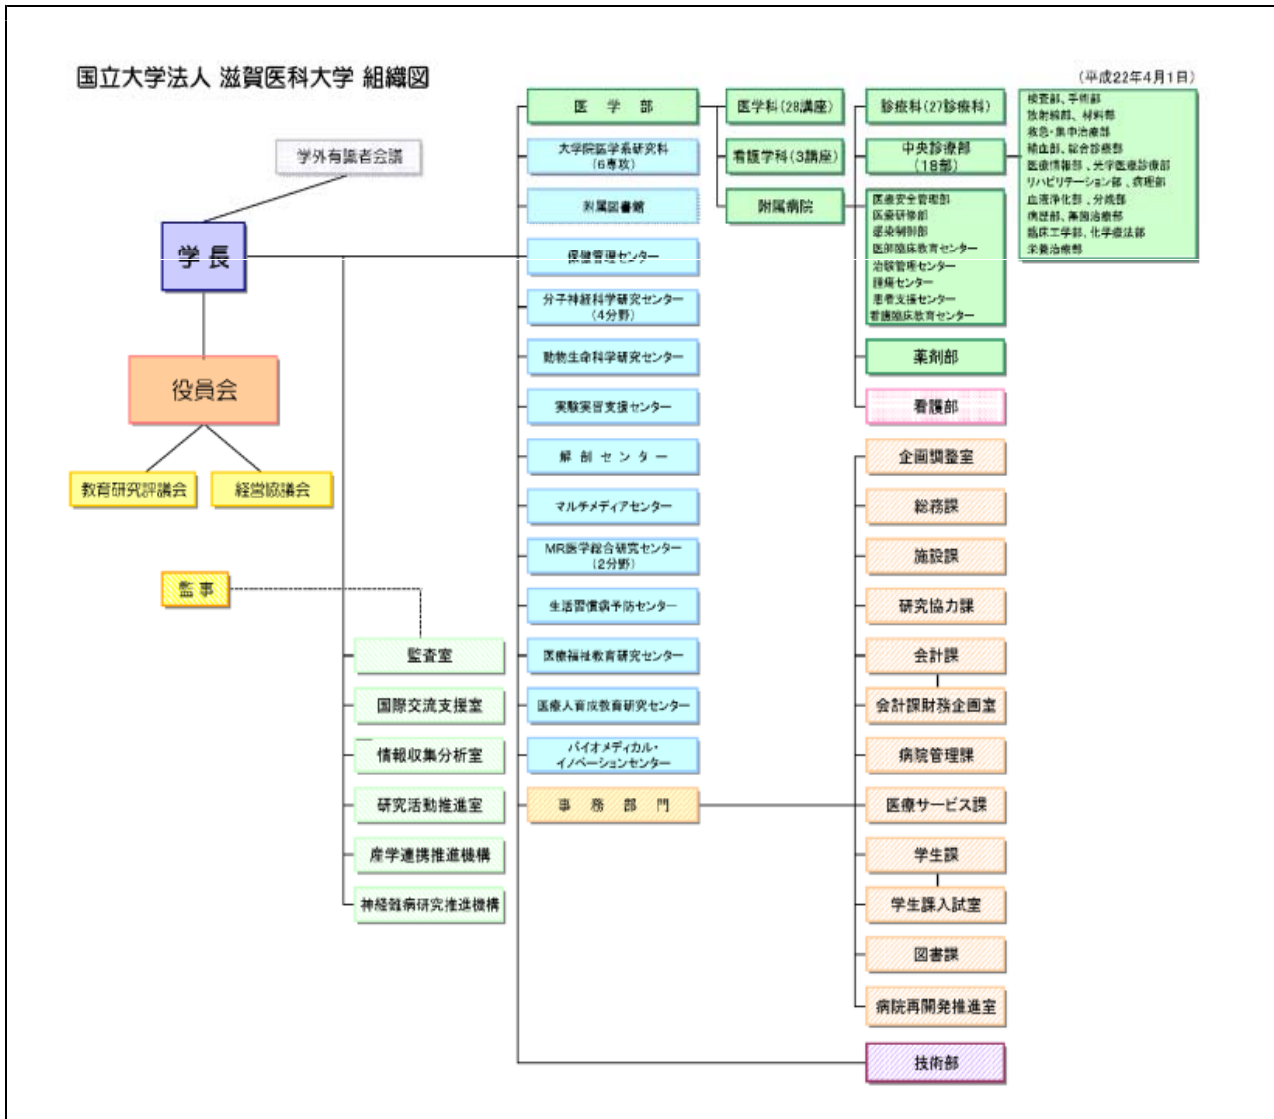 国立大学法人 滋賀医科大学 組織図
(平成22年4月1日)
学外有識者会議
学長
役員会
教育研究評議会
経営協議会
監事
監査室
国際交流支援室
情報収集分析室
研究活動推進室
産学連携推進機構
神経難病研究推進機構
医学部
大学院医学系研究科
(6専攻)
附属図書館
保健管理センター
分子神経科学研究センター
(4分野)
動物生命科学研究センター
実験実習支援センター
解剖センター
マルチメディアセンター
MR医学総合研究センター
(2分野)
生活習慣病予防センター
医療福祉教育研究センター
医療人育成教育研究センター
バイオメディカル・
イノベーションセンター
事務部門
医学科(28講座)
看護学科(3講座)
附属病院
診療科(27診療科)
中央診療部
(18部)
医療安全管理部
医療研修部
感染制御部
医師臨床教育センター
治験管理センター
腫瘍センター
患者支援センター
看護臨床教育センター
薬剤部
看護部
検査部、手術部
放射線部、材料部
救急・集中治療部
輸血部、総合診療部
医療情報部、光学医療診療部
リハビリテーション部、病理部
血液浄化部、分娩部
病歴部、無菌治療部
臨床工学部、化学療法部
栄養治療部
企画調整室
総務課
施設課
研究協力課
会計課
会計課財務企画室
病院管理課
医療サービス課
学生課
学生課入試室
図書課
病院再開発推進室
技術部